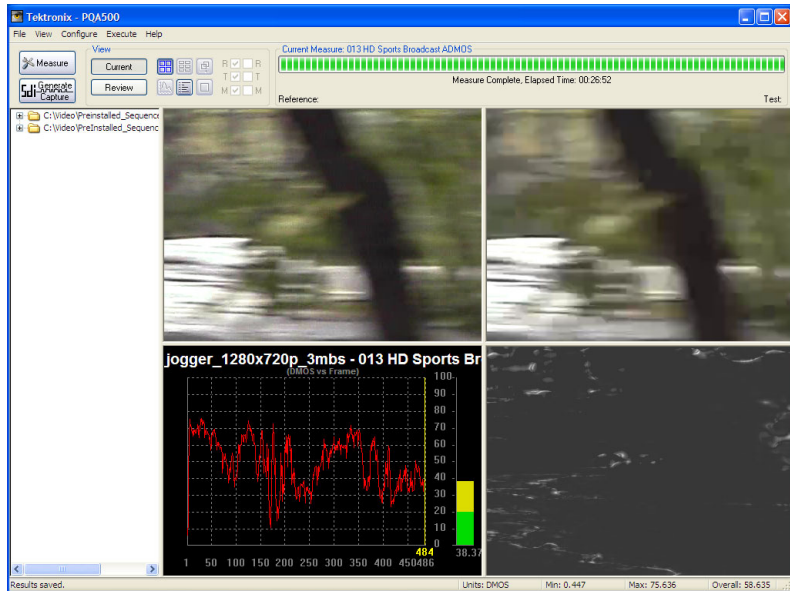 Tektronix - PQA500
File View Configure Execute Help
Measure
Sdi Generate Capture
View
Current
Review
R R
T T
M M
Current Measure: 013 HD Sports Broadcast ADMOS
Measure Complete, Elapsed Time: 00:26:52
Reference:
Test
C:\Video\Preinstalled_Sequence
C:\Video\PreInstalled_Sequenc
jogger_1280x720p_3mbs - 013 HD Sports Br
(DMOS vs Frame)
100
90
80
70
60
50
40
30
20
10
0
484
38.37
1 50 100 150 200 250 300 350 400 450486
Results saved.
Units: DMOS
Min: 0.447
Max: 75.636
Overall: 58.635